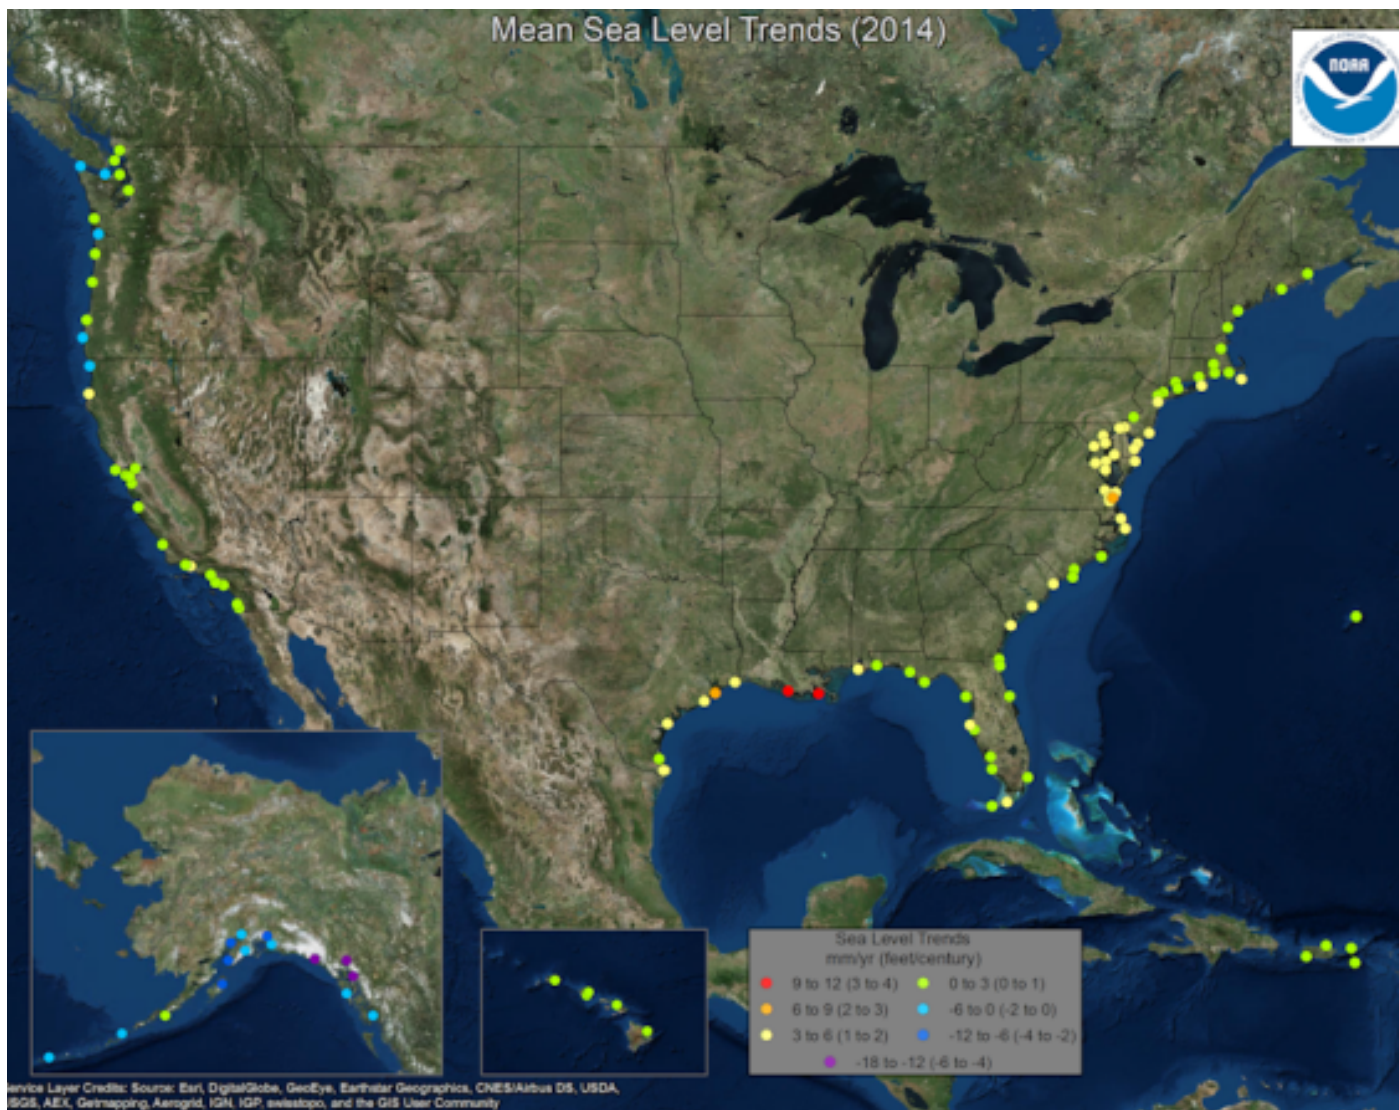 Mean Sea Level Trends (2014)
NOAA
Sea Level Trends
mm/yr (feet/century)
9 to 12 (3 to 4)
0 to 3 (0 to 1)
6 to 9 (2 to 3)
-6 to 0 (-2 to 0)
3 to 6 (1 to 2)
-12 to -6 (-4 to -2)
-18 to -12 (-6 to -4)
Service Layer Credits: Source: Esri, DigitalGlobe, GeoEye, Earthstar Geographics, CNES/Airbus DS, USDA,
USGS, AEX, Getmapping, Aerogrid, IGN, IGP, swisstopo, and the GIS User Community